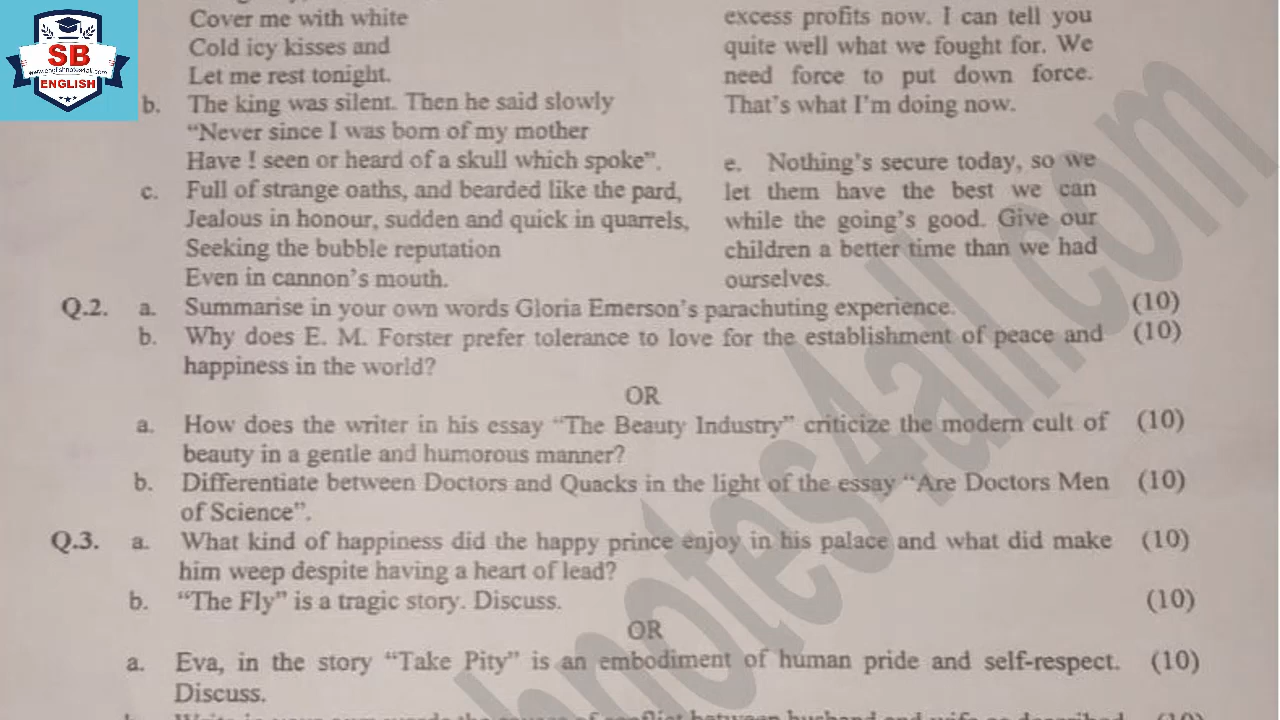 SB
www.englishnotes4all.com
ENGLISH
Cover me with white
Cold icy kisses and
Let me rest tonight.
b. The king was silent. Then he said slowly
“Never since I was born of my mother
Have ! seen or heard of a skull which spoke”.
c. Full of strange oaths, and bearded like the pard,
Jealous in honour, sudden and quick in quarrels,
Seeking the bubble reputation
Even in cannon’s mouth.
excess profits now. I can tell you
quite well what we fought for. We
need force to put down force.
That’s what I’m doing now.
e. Nothing’s secure today, so we
let them have the best we can
while the going’s good. Give our
children a better time than we had
ourselves.
Q.2. a. Summarise in your own words Gloria Emerson’s parachuting experience. (10)
b. Why does E. M. Forster prefer tolerance to love for the establishment of peace and (10)
happiness in the world?
OR
a. How does the writer in his essay “The Beauty Industry” criticize the modern cult of (10)
beauty in a gentle and humorous manner?
b. Differentiate between Doctors and Quacks in the light of the essay “Are Doctors Men (10)
of Science”.
Q.3. a. What kind of happiness did the happy prince enjoy in his palace and what did make (10)
him weep despite having a heart of lead?
b. “The Fly” is a tragic story. Discuss. (10)
OR
a. Eva, in the story “Take Pity” is an embodiment of human pride and self-respect. (10)
Discuss.
hnotes4all.com